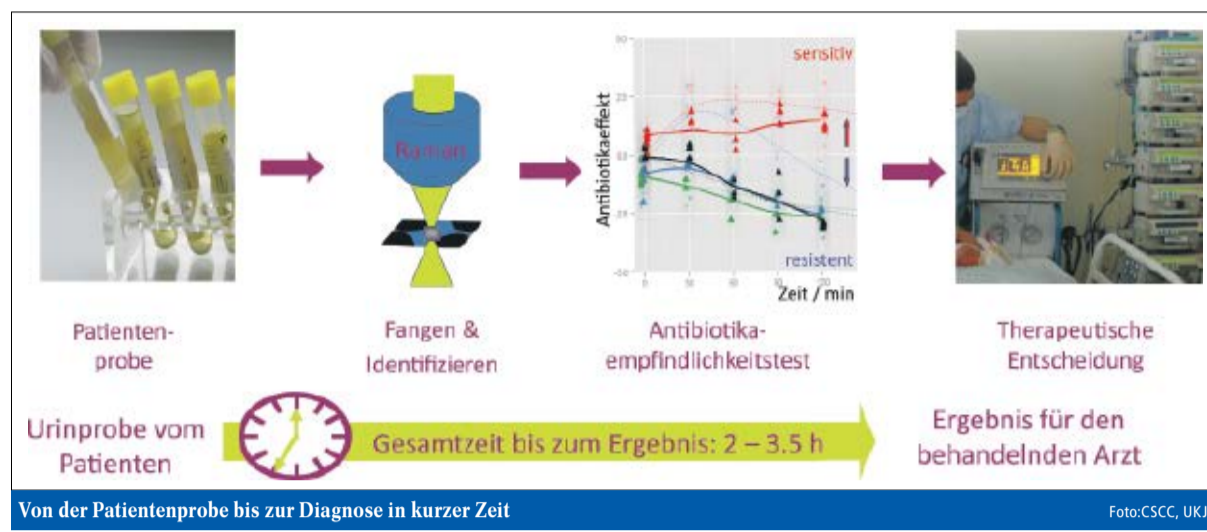 Raman
sensitiv
resistent
Antibiotikaeffekt
Zeit / min
Patienten-
probe
Fangen &
Identifizieren
Antibiotika-
empfindlichkeitstest
Therapeutische
Entscheidung
Urinprobe vom
Patienten
Gesamtzeit bis zum Ergebnis: 2 – 3.5 h
Ergebnis für den
behandelnden Arzt
Von der Patientenprobe bis zur Diagnose in kurzer Zeit
Foto:CSCC, UKJ